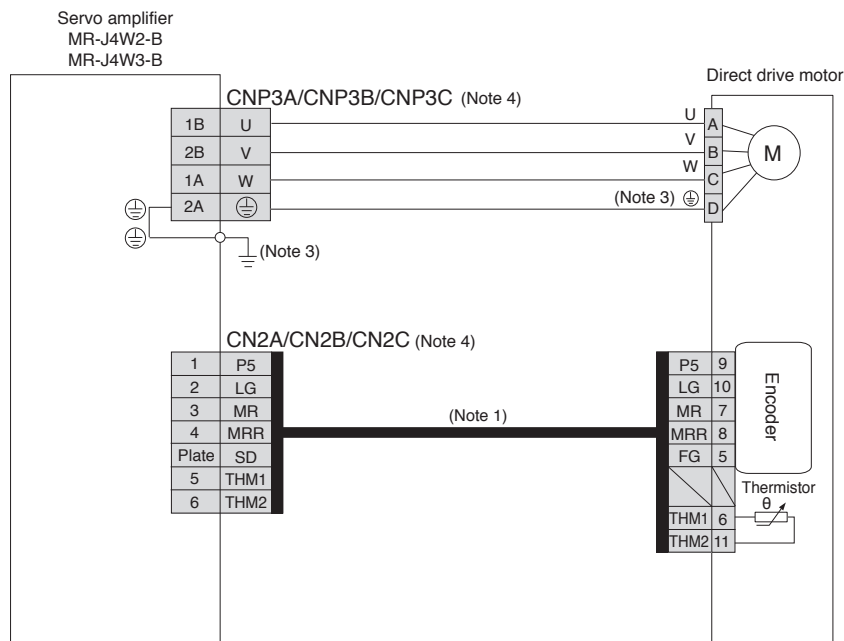 Servo amplifier
MR-J4W2-B
MR-J4W3-B
Direct drive motor
CNP3A/CNP3B/CNP3C (Note 4)
1B U
2B V
1A W
2A
U A
V B
W C
(Note 3) D
M
(Note 3)
CN2A/CN2B/CN2C (Note 4)
1 P5
2 LG
3 MR
4 MRR
Plate SD
5 THM1
6 THM2
(Note 1)
P5 9
LG 10
MR 7
MRR 8
FG 5
THM1 6
THM2 11
Encoder
Thermistor
θ